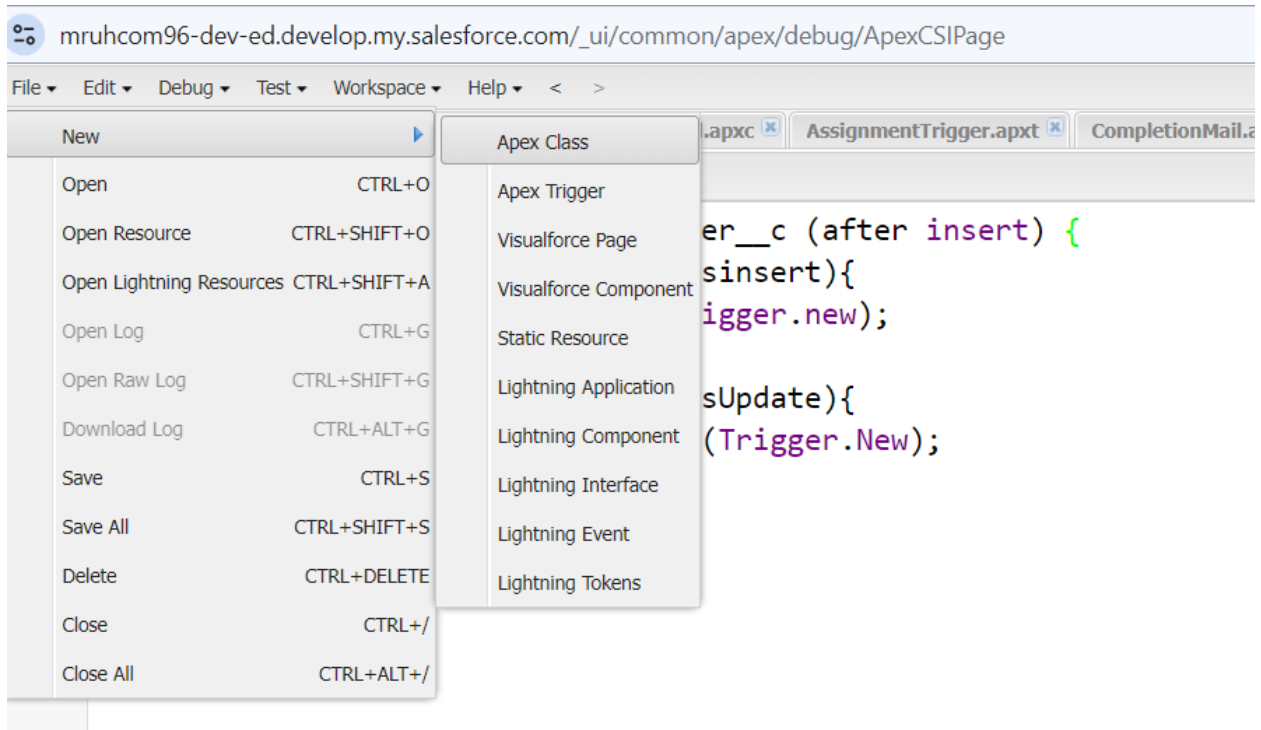 mruhcom96-dev-ed.develop.my.salesforce.com/_ui/common/apex/debug/ApexCSIPage
File Edit Debug Test Workspace Help < >
.apxc AssignmentTrigger.apxt CompletionMail.a
New
Open CTRL+O
Open Resource CTRL+SHIFT+O
Open Lightning Resources CTRL+SHIFT+A
Open Log CTRL+G
Open Raw Log CTRL+SHIFT+G
Download Log CTRL+ALT+G
Save CTRL+S
Save All CTRL+SHIFT+S
Delete CTRL+DELETE
Close CTRL+/
Close All CTRL+ALT+/
Apex Class
Apex Trigger
Visualforce Page
Visualforce Component
Static Resource
Lightning Application
Lightning Component
Lightning Interface
Lightning Event
Lightning Tokens
er__c (after insert) {
sinsert){
igger.new);
sUpdate){
(Trigger.New);